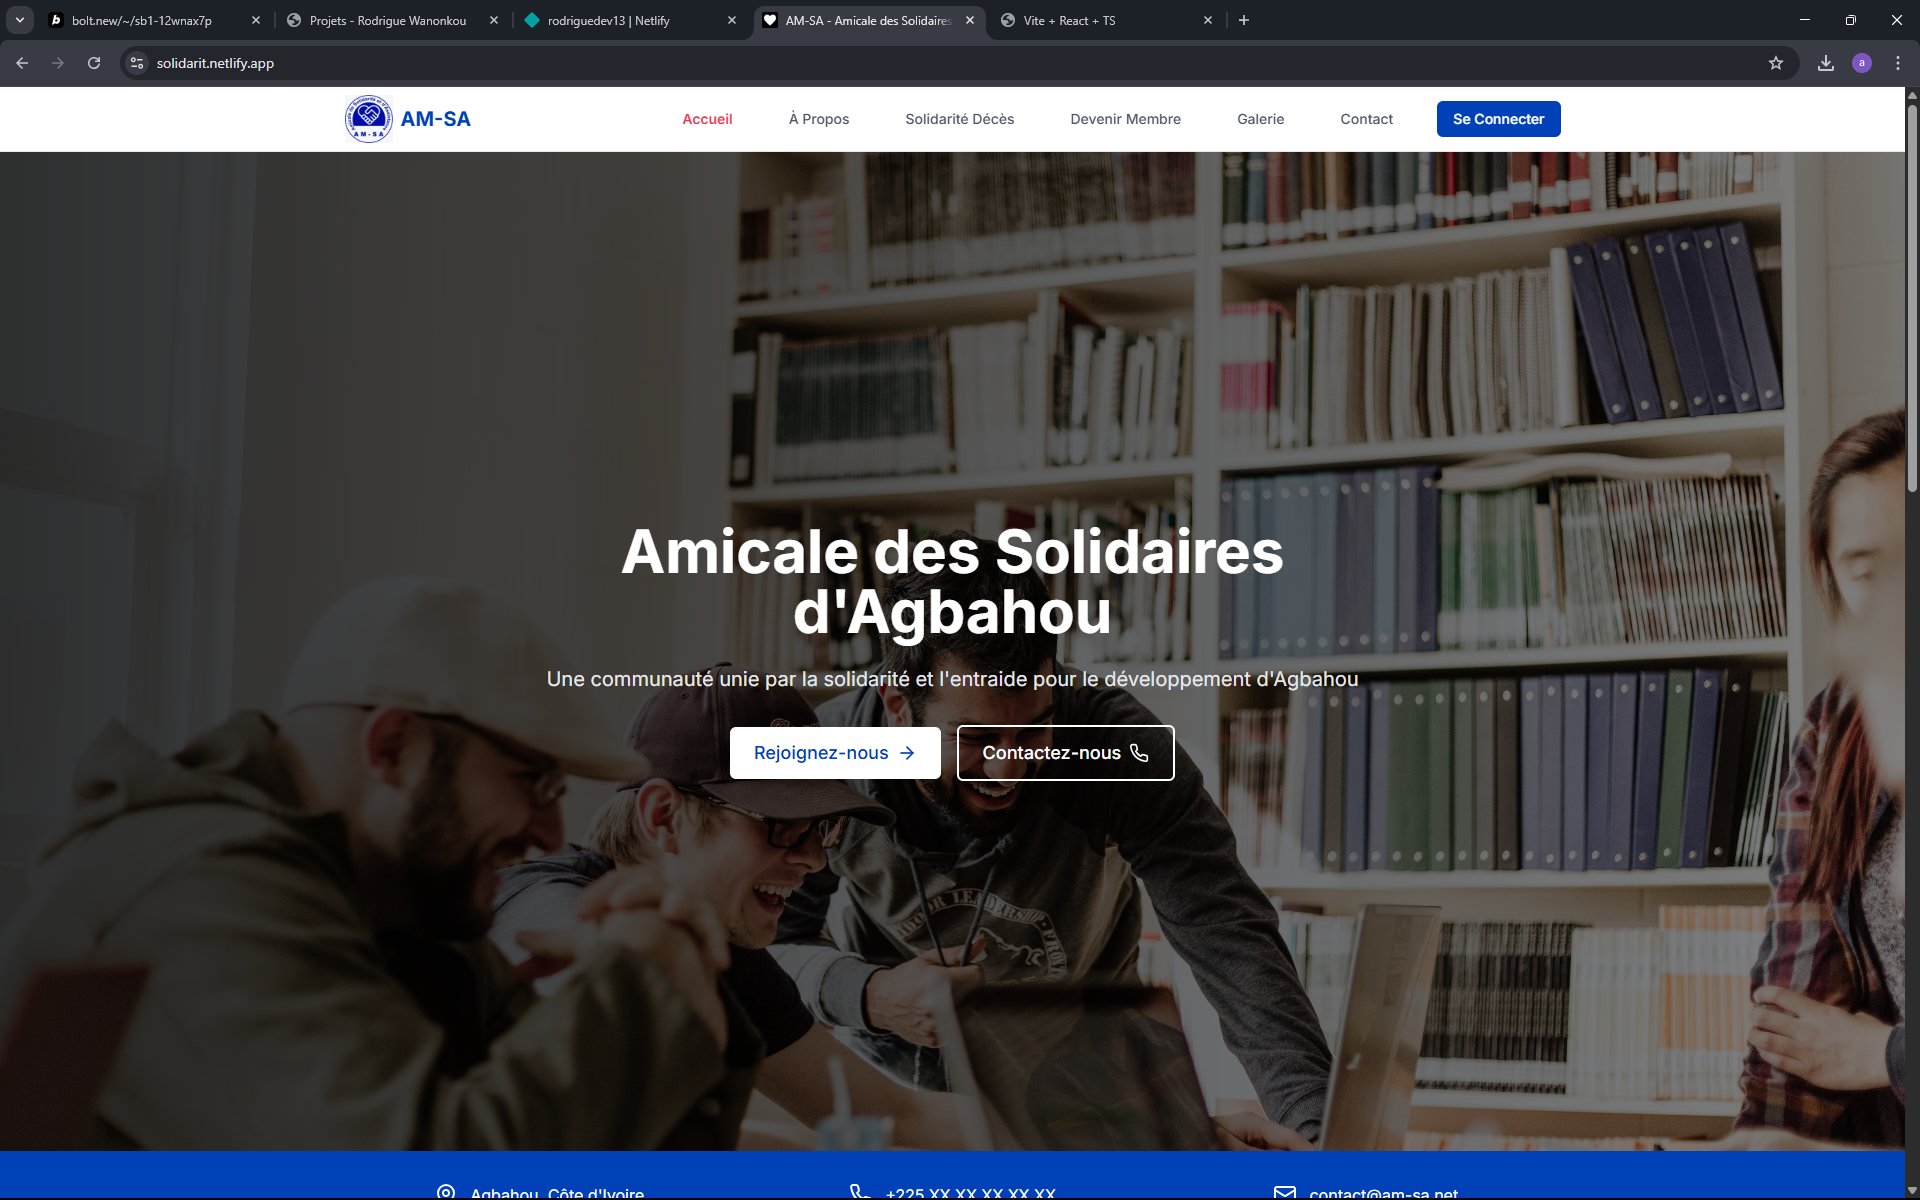 bolt.new/~/sb1-12wnax7p
Projets - Rodrigue Wanonkou
rodriguedev13 | Netlify
AM-SA - Amicale des Solidaires
Vite + React + TS
solidarit.netlify.app
a
AM-SA
AM-SA
Accueil
À Propos
Solidarité Décès
Devenir Membre
Galerie
Contact
Se Connecter
Amicale des Solidaires
d'Agbahou
Une communauté unie par la solidarité et l'entraide pour le développement d'Agbahou
Rejoignez-nous
Contactez-nous
Agbahou, Côte d'Ivoire
+225 XX XX XX XX XX
contact@am-sa.net